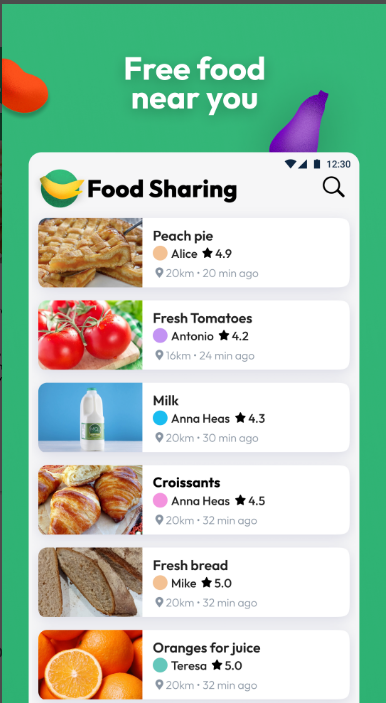 Free food
near you
12:30
Food Sharing
Peach pie
Alice ★ 4.9
20km • 20 min ago
Fresh Tomatoes
Antonio ★ 4.2
16km • 24 min ago
Milk
Anna Heas ★ 4.3
20km • 30 min ago
Croissants
Anna Heas ★ 4.5
20km • 32 min ago
Fresh bread
Mike ★ 5.0
20km • 32 min ago
Oranges for juice
Teresa ★ 5.0
20km • 32 min ago